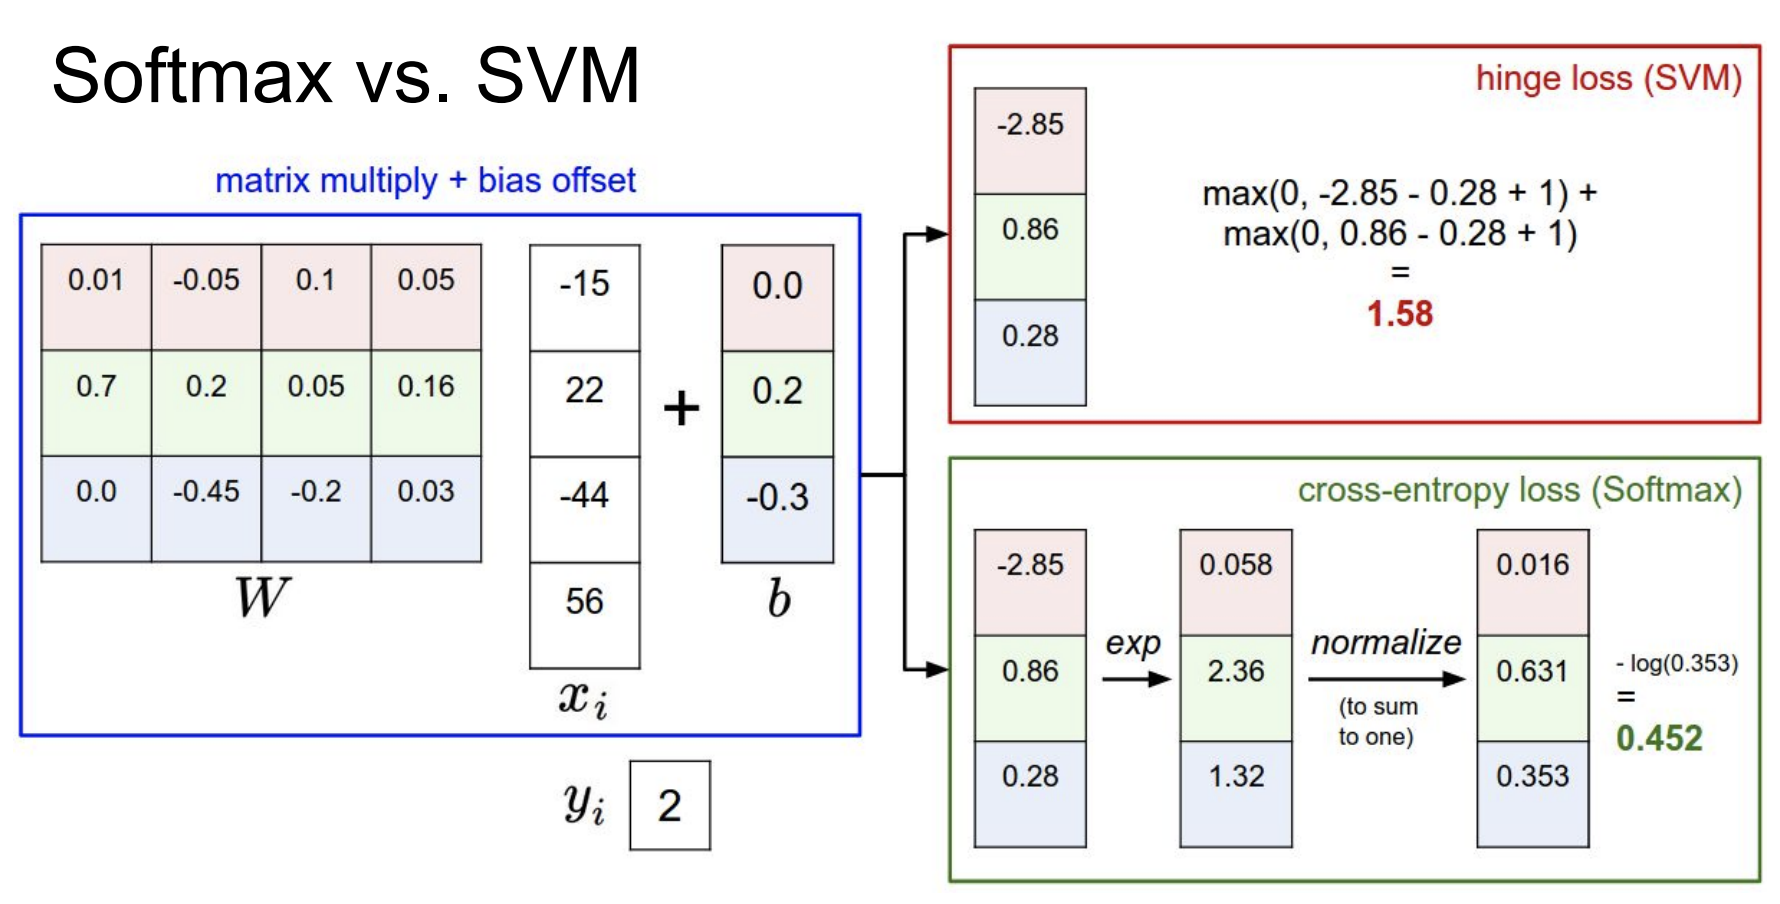 Softmax vs. SVM
matrix multiply + bias offset
0.01 -0.05 0.1 0.05
0.7 0.2 0.05 0.16
0.0 -0.45 -0.2 0.03
W
-15
22
-44
56
x_i
+
0.0
0.2
-0.3
b
y_i 2
hinge loss (SVM)
-2.85
0.86
0.28
max(0, -2.85 - 0.28 + 1) +
max(0, 0.86 - 0.28 + 1)
=
1.58
cross-entropy loss (Softmax)
-2.85
0.86
0.28
exp
0.058
2.36
1.32
normalize
(to sum
to one)
0.016
0.631
0.353
- log(0.353)
=
0.452